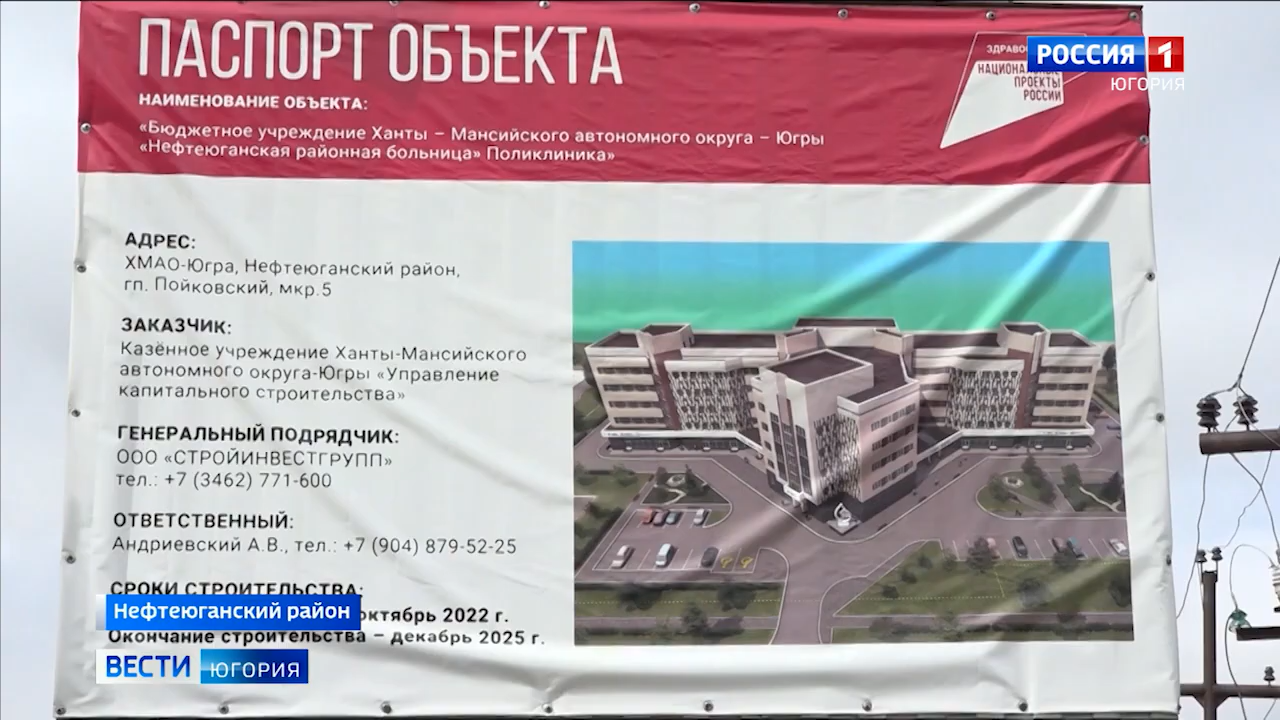 ПАСПОРТ ОБЪЕКТА
НАИМЕНОВАНИЕ ОБЪЕКТА:
«Бюджетное учреждение Ханты – Мансийского автономного округа – Югры
«Нефтеюганская районная больница» Поликлиника»
НАЦИОНАЛЬНЫЕ
ПРОЕКТЫ
РОССИИ
РОССИЯ 1
ЮГОРИЯ
АДРЕС:
ХМАО-Югра, Нефтеюганский район,
гп. Пойковский, мкр.5
ЗАКАЗЧИК:
Казённое учреждение Ханты-Мансийского
автономного округа-Югры «Управление
капитального строительства»
ГЕНЕРАЛЬНЫЙ ПОДРЯДЧИК:
ООО «СТРОЙИНВЕСТГРУПП»
тел.: +7 (3462) 771-600
ОТВЕТСТВЕННЫЙ:
Андриевский А.В., тел.: +7 (904) 879-52-25
СРОКИ СТРОИТЕЛЬСТВА:
октябрь 2022 г.
Окончание строительства – декабрь 2025 г.
Нефтеюганский район
ВЕСТИ ЮГОРИЯ